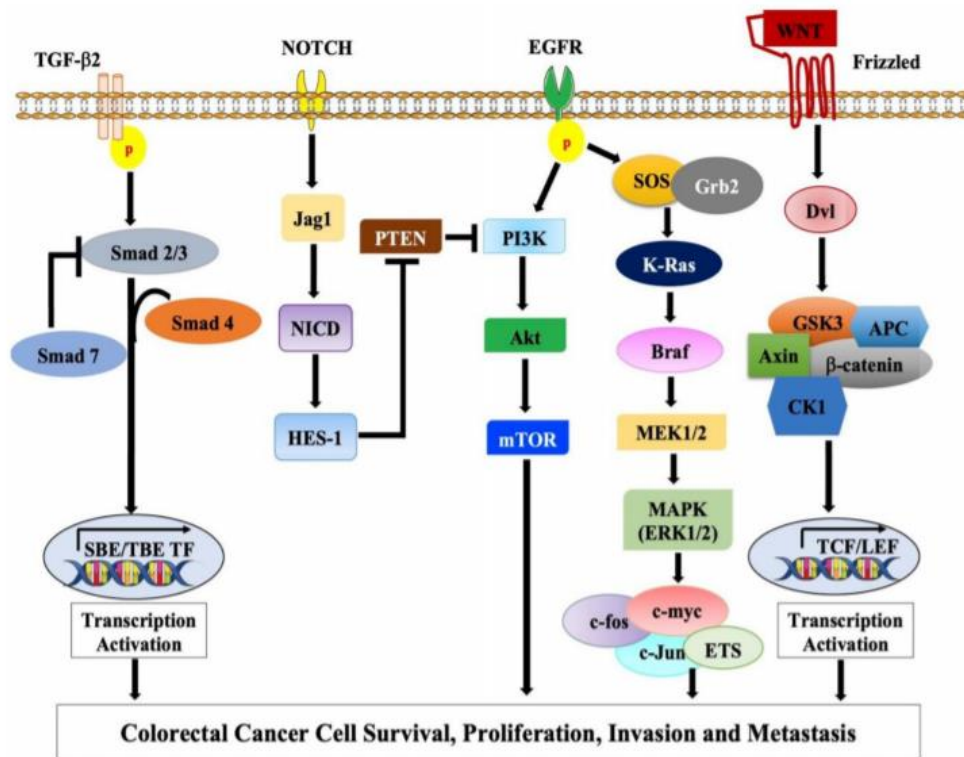 TGF-β2
NOTCH
EGFR
WNT
Frizzled
p
p
Smad 2/3
Smad 4
Smad 7
SBE/TBE TF
Transcription
Activation
Jag1
NICD
HES-1
PTEN
PI3K
Akt
mTOR
SOS
Grb2
K-Ras
Braf
MEK1/2
MAPK
(ERK1/2)
c-fos
c-myc
c-Jun
ETS
Dvl
GSK3
APC
Axin
β-catenin
CK1
TCF/LEF
Transcription
Activation
Colorectal Cancer Cell Survival, Proliferation, Invasion and Metastasis